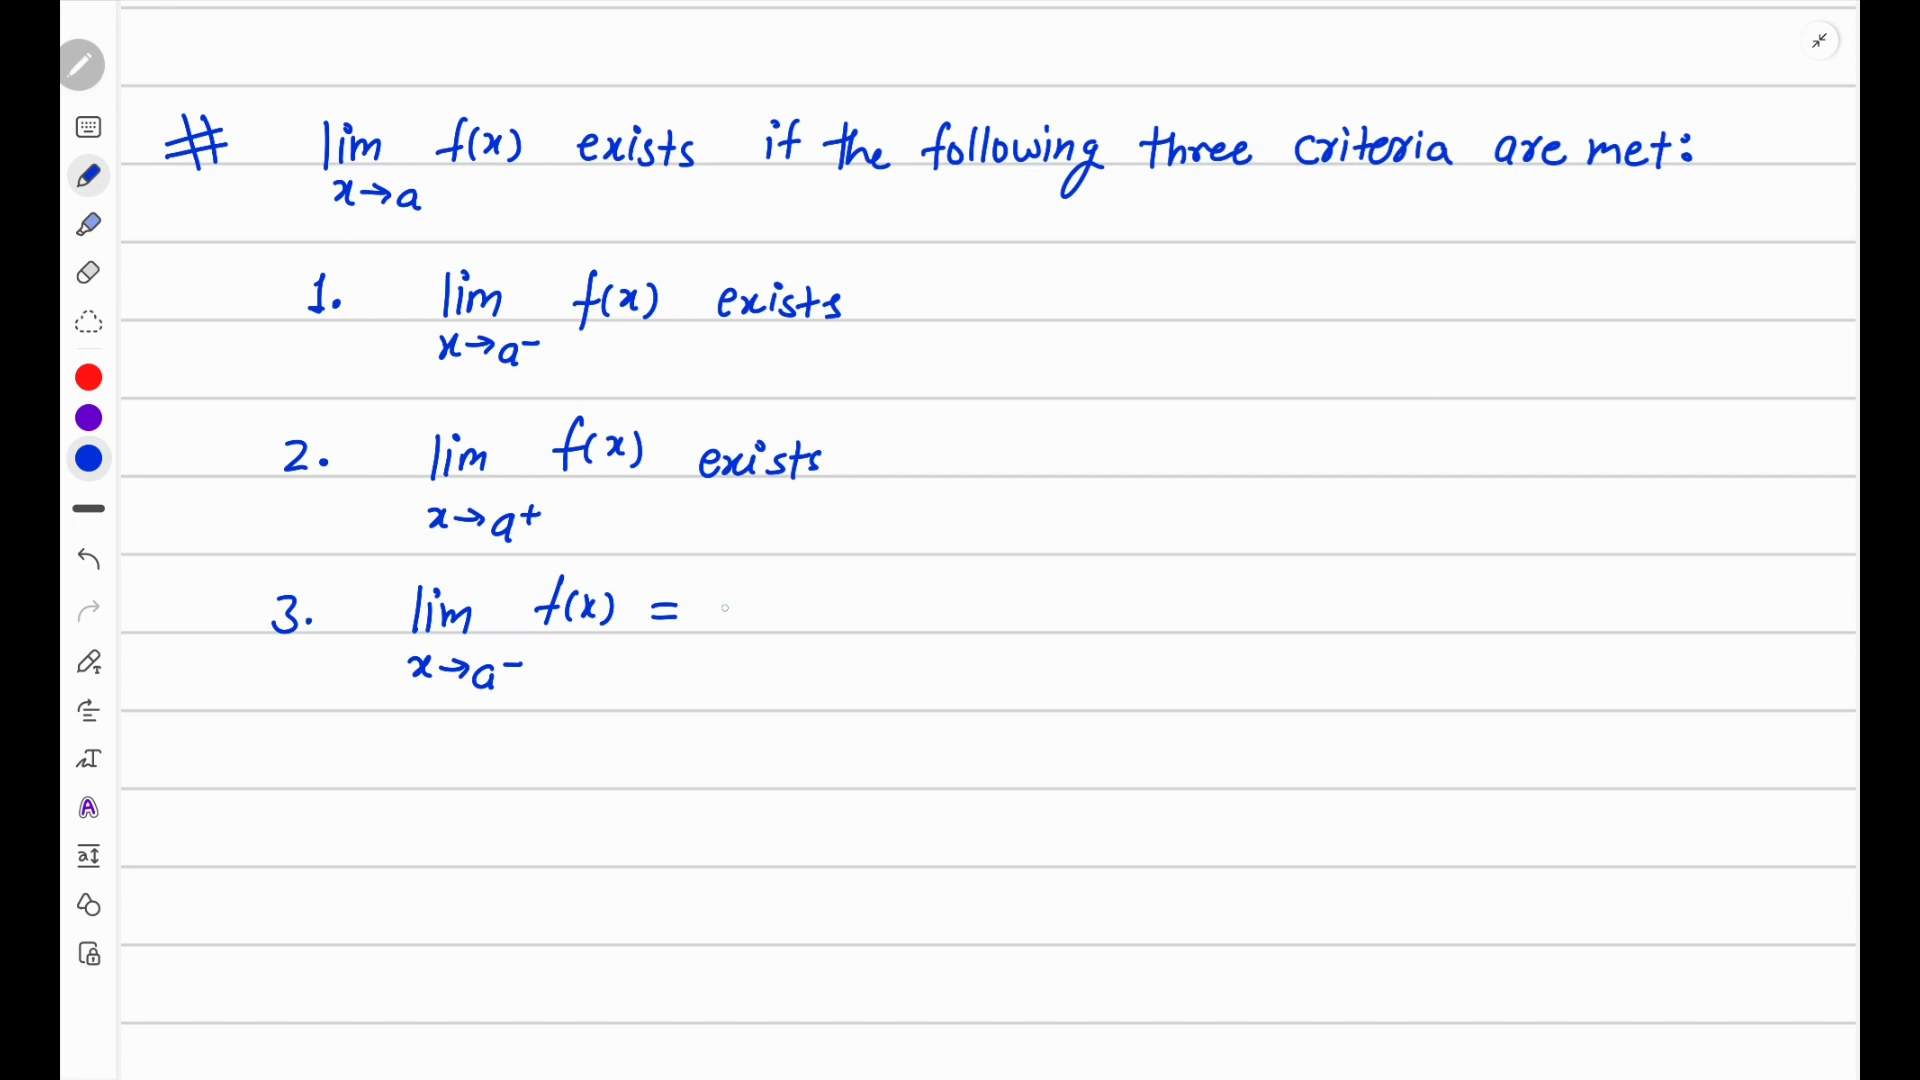 # lim f(x) exists if the following three criteria are met:
x→a
1. lim f(x) exists
x→a⁻
2. lim f(x) exists
x→a⁺
3. lim f(x) =
x→a⁻